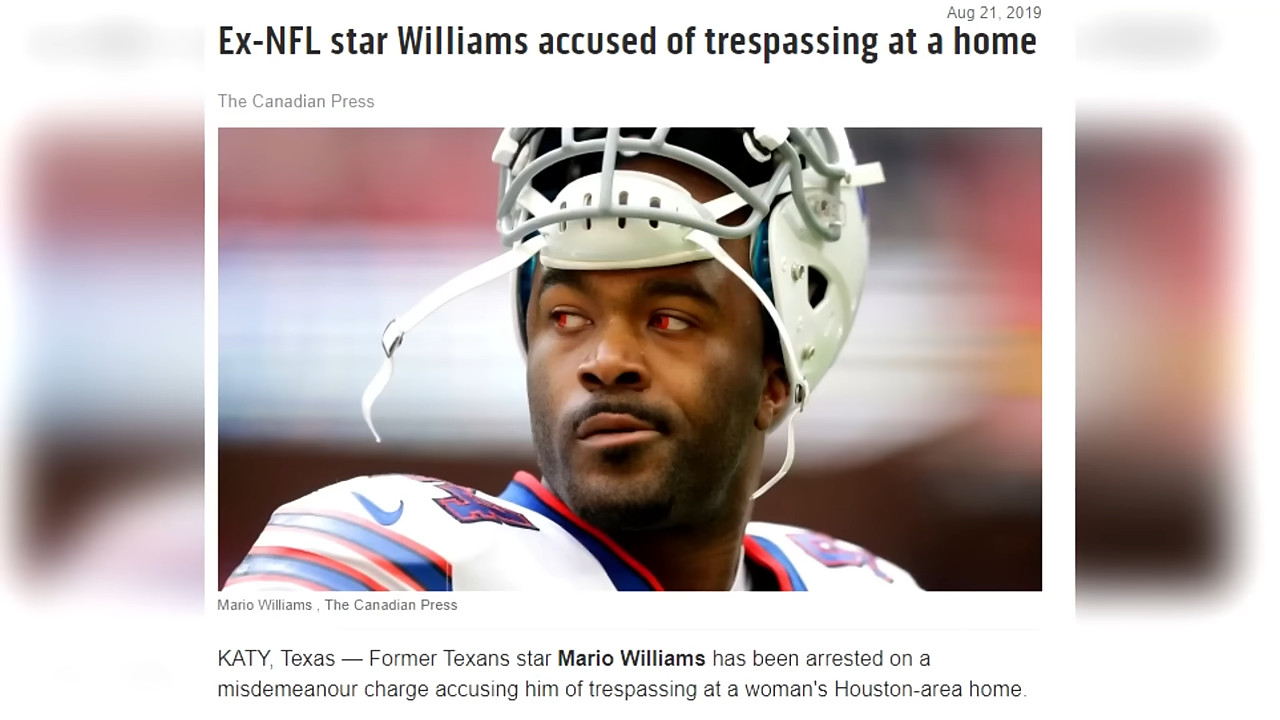 Aug 21, 2019
Ex-NFL star Williams accused of trespassing at a home
The Canadian Press
Mario Williams , The Canadian Press
KATY, Texas — Former Texans star Mario Williams has been arrested on a
misdemeanour charge accusing him of trespassing at a woman's Houston-area home.